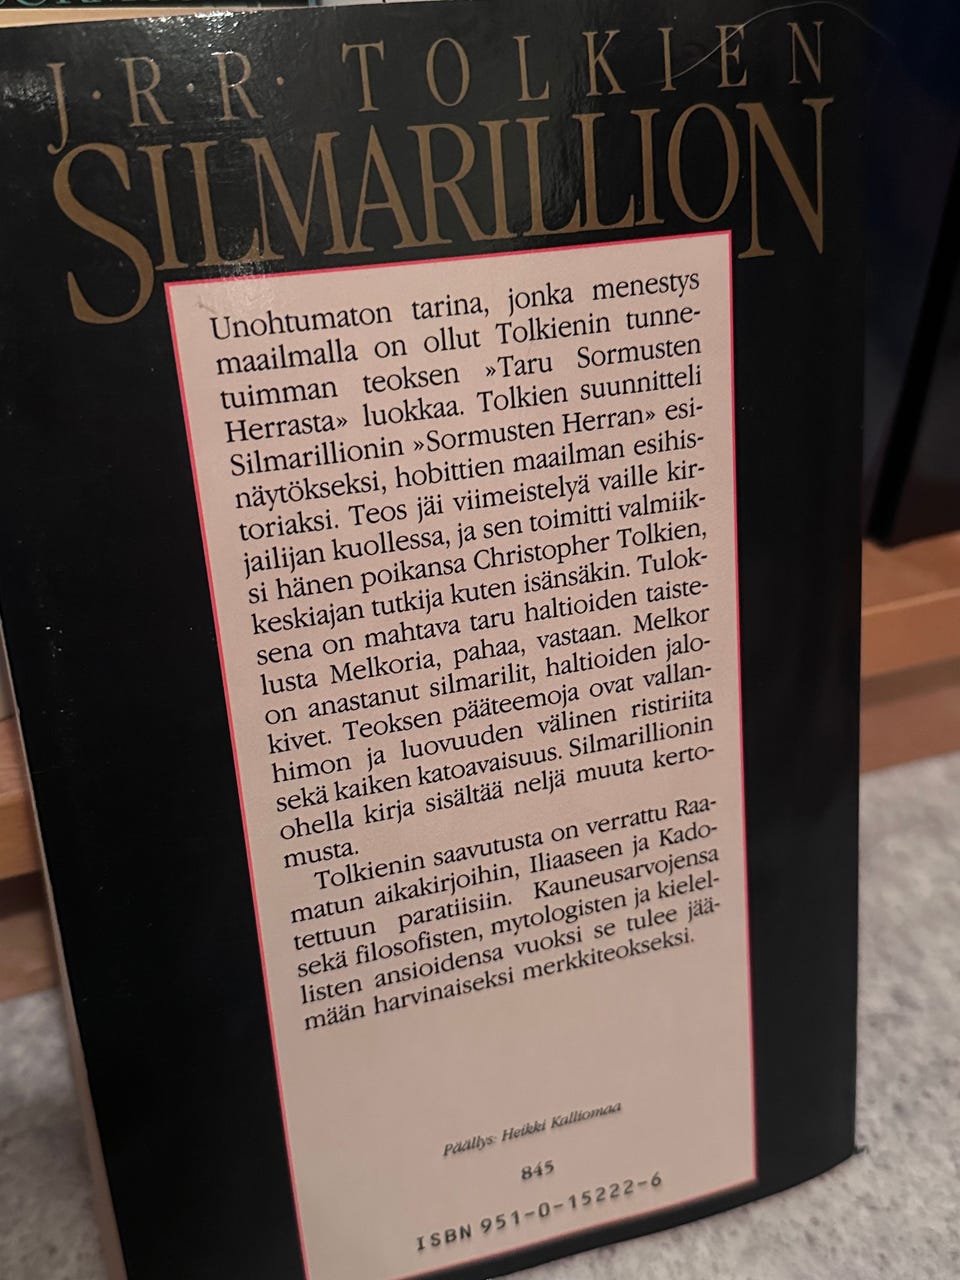 J·R·R· TOLKIEN
SILMARILLION
Unohtumaton tarina, jonka menestys
maailmalla on ollut Tolkienin tunne-
tuimman teoksen »Taru Sormusten
Herrasta» luokkaa. Tolkien suunnitteli
Silmarillionin »Sormusten Herran» esi-
näytökseksi, hobittien maailman esihis-
toriaksi. Teos jäi viimeistelyä vaille kir-
jailijan kuollessa, ja sen toimitti valmiik-
si hänen poikansa Christopher Tolkien,
keskiajan tutkija kuten isänsäkin. Tulok-
sena on mahtava taru haltioiden taiste-
lusta Melkoria, pahaa, vastaan. Melkor
on anastanut silmarilit, haltioiden jalo-
kivet. Teoksen pääteemoja ovat vallan-
himon ja luovuuden välinen ristiriita
sekä kaiken katoavaisuus. Silmarillionin
ohella kirja sisältää neljä muuta kerto-
musta.
Tolkienin saavutusta on verrattu Raa-
matun aikakirjoihin, Iliaaseen ja Kado-
tettuun paratiisiin. Kauneusarvojensa
sekä filosofisten, mytologisten ja kielel-
listen ansioidensa vuoksi se tulee jää-
mään harvinaiseksi merkkiteokseksi.
Päällys: Heikki Kalliomaa
845
ISBN 951-0-15222-6